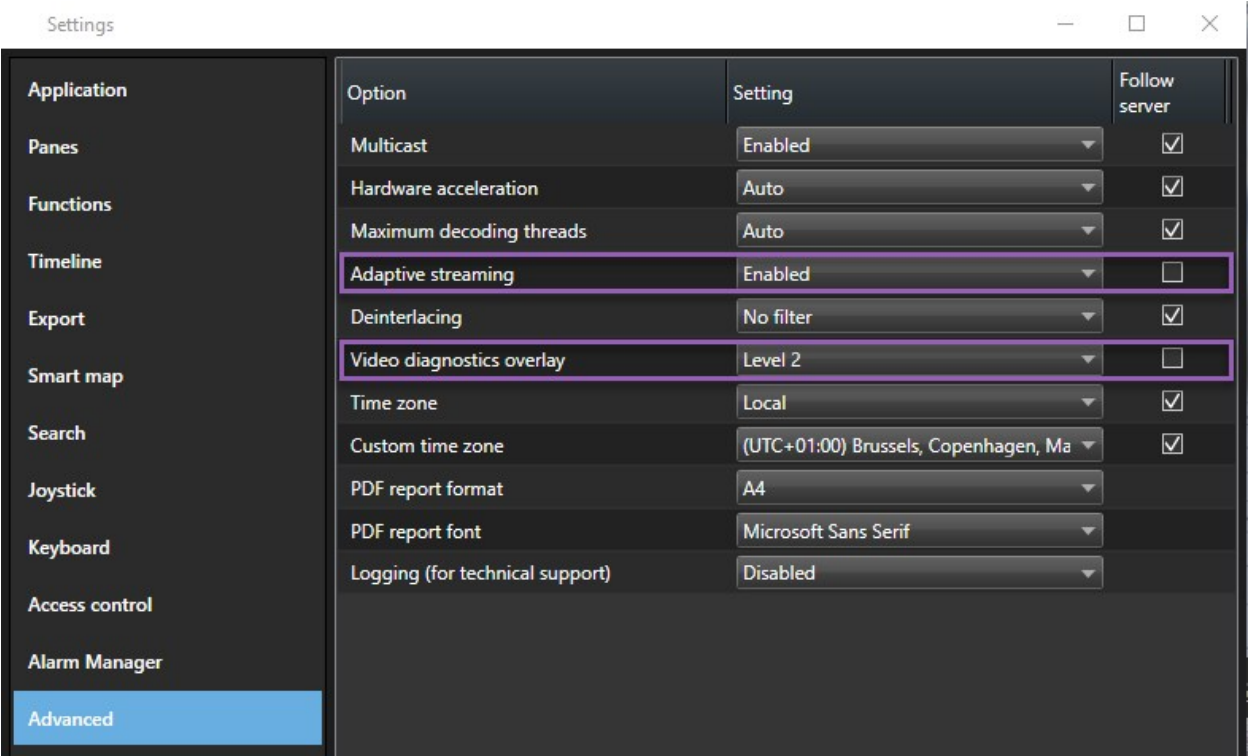 Settings
Application
Panes
Functions
Timeline
Export
Smart map
Search
Joystick
Keyboard
Access control
Alarm Manager
Advanced
Option Setting Follow server
Multicast Enabled
Hardware acceleration Auto
Maximum decoding threads Auto
Adaptive streaming Enabled
Deinterlacing No filter
Video diagnostics overlay Level 2
Time zone Local
Custom time zone (UTC+01:00) Brussels, Copenhagen, Ma
PDF report format A4
PDF report font Microsoft Sans Serif
Logging (for technical support) Disabled